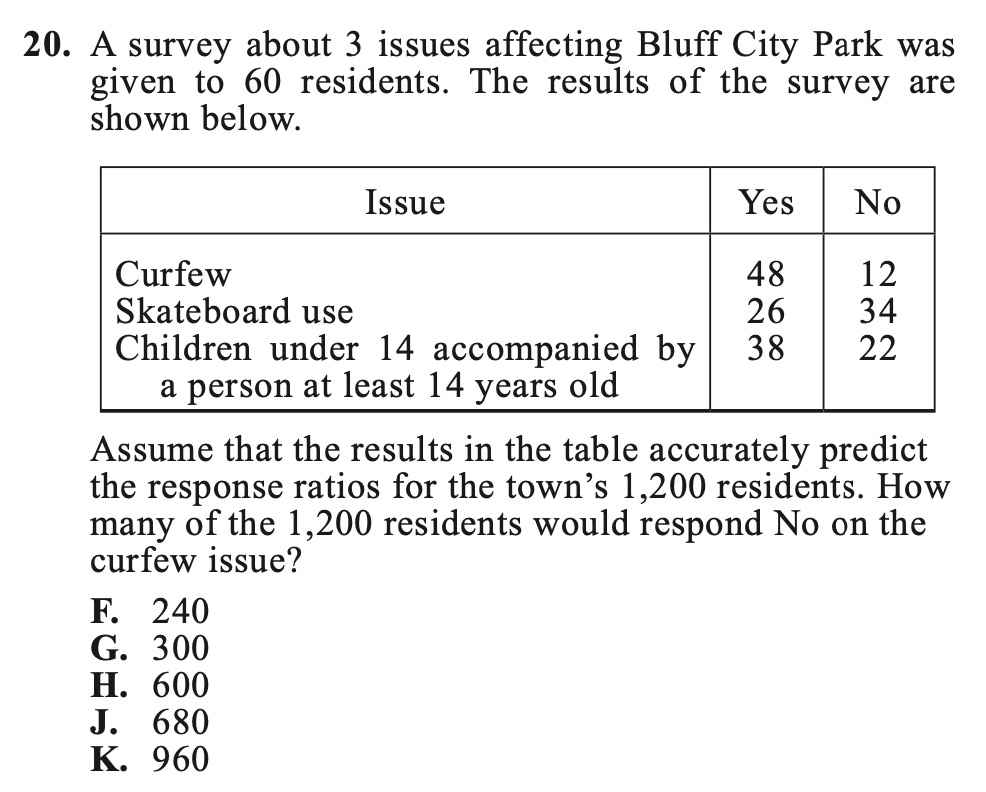 20. A survey about 3 issues affecting Bluff City Park was
given to 60 residents. The results of the survey are
shown below.
Issue Yes No
Curfew 48 12
Skateboard use 26 34
Children under 14 accompanied by 38 22
a person at least 14 years old
Assume that the results in the table accurately predict
the response ratios for the town’s 1,200 residents. How
many of the 1,200 residents would respond No on the
curfew issue?
F. 240
G. 300
H. 600
J. 680
K. 960